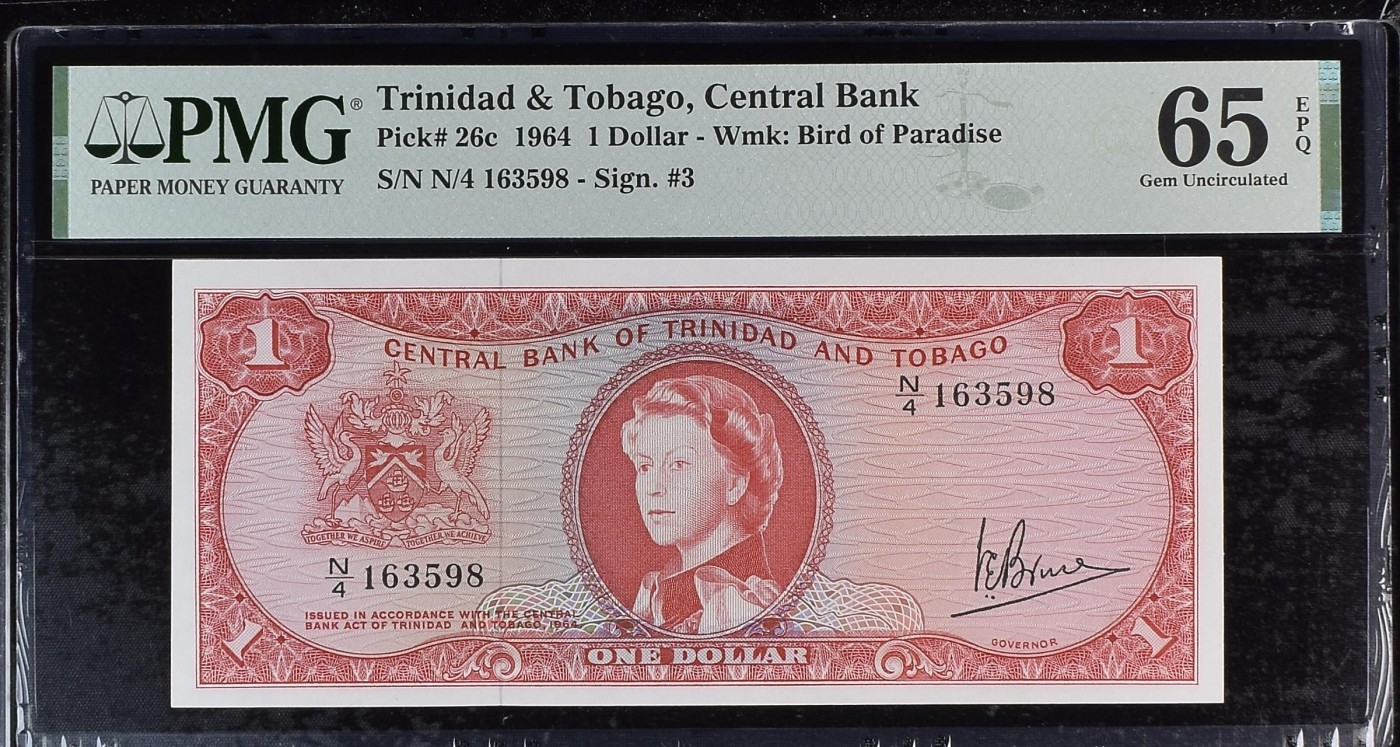 PMG®
PAPER MONEY GUARANTY
Trinidad & Tobago, Central Bank
Pick# 26c 1964 1 Dollar - Wmk: Bird of Paradise
S/N N/4 163598 - Sign. #3
65
EPQ
Gem Uncirculated
1
1
CENTRAL BANK OF TRINIDAD AND TOBAGO
N/4 163598
TOGETHER WE ASPIRE TOGETHER WE ACHIEVE
N/4 163598
ISSUED IN ACCORDANCE WITH THE CENTRAL
BANK ACT OF TRINIDAD AND TOBAGO, 1964
GOVERNOR
1
ONE DOLLAR
1